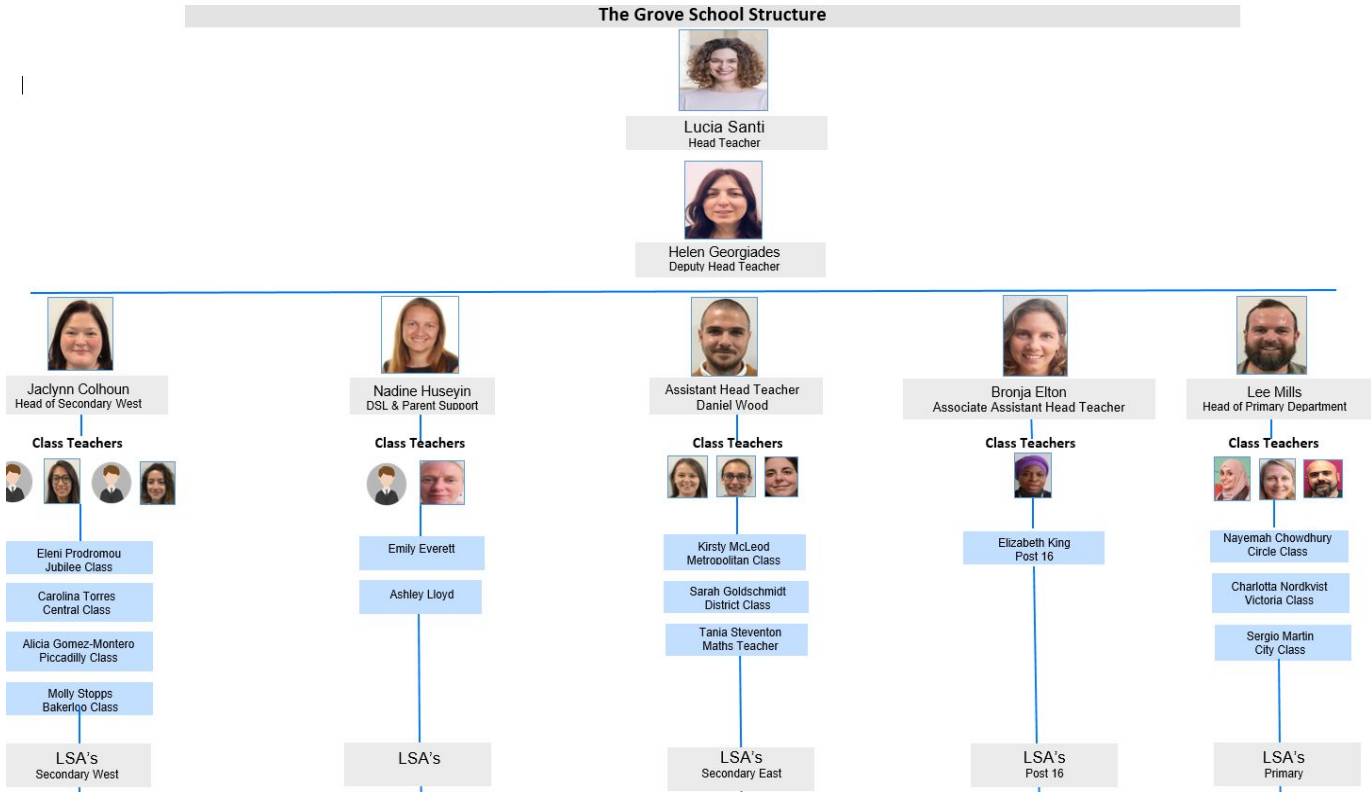 The Grove School Structure
Lucia Santi
Head Teacher
Helen Georgiades
Deputy Head Teacher
Jaclynn Colhoun
Head of Secondary West
Nadine Huseyin
DSL & Parent Support
Assistant Head Teacher
Daniel Wood
Bronja Elton
Associate Assistant Head Teacher
Lee Mills
Head of Primary Department
Class Teachers
Class Teachers
Class Teachers
Class Teachers
Class Teachers
Eleni Prodromou
Jubilee Class
Carolina Torres
Central Class
Alicia Gomez-Montero
Piccadilly Class
Molly Stopps
Bakerloo Class
Emily Everett
Ashley Lloyd
Kirsty McLeod
Metropolitan Class
Sarah Goldschmidt
District Class
Tania Steventon
Maths Teacher
Elizabeth King
Post 16
Nayemah Chowdhury
Circle Class
Charlotta Nordkvist
Victoria Class
Sergio Martin
City Class
LSA's
Secondary West
LSA's
LSA's
Secondary East
LSA's
Post 16
LSA's
Primary